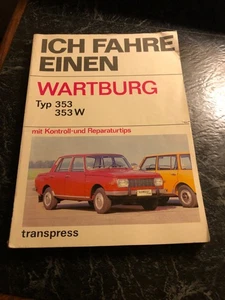 ICH FAHRE
EINEN
WARTBURG
Typ 353
353 W
mit Kontroll-und Reparaturtips
transpress